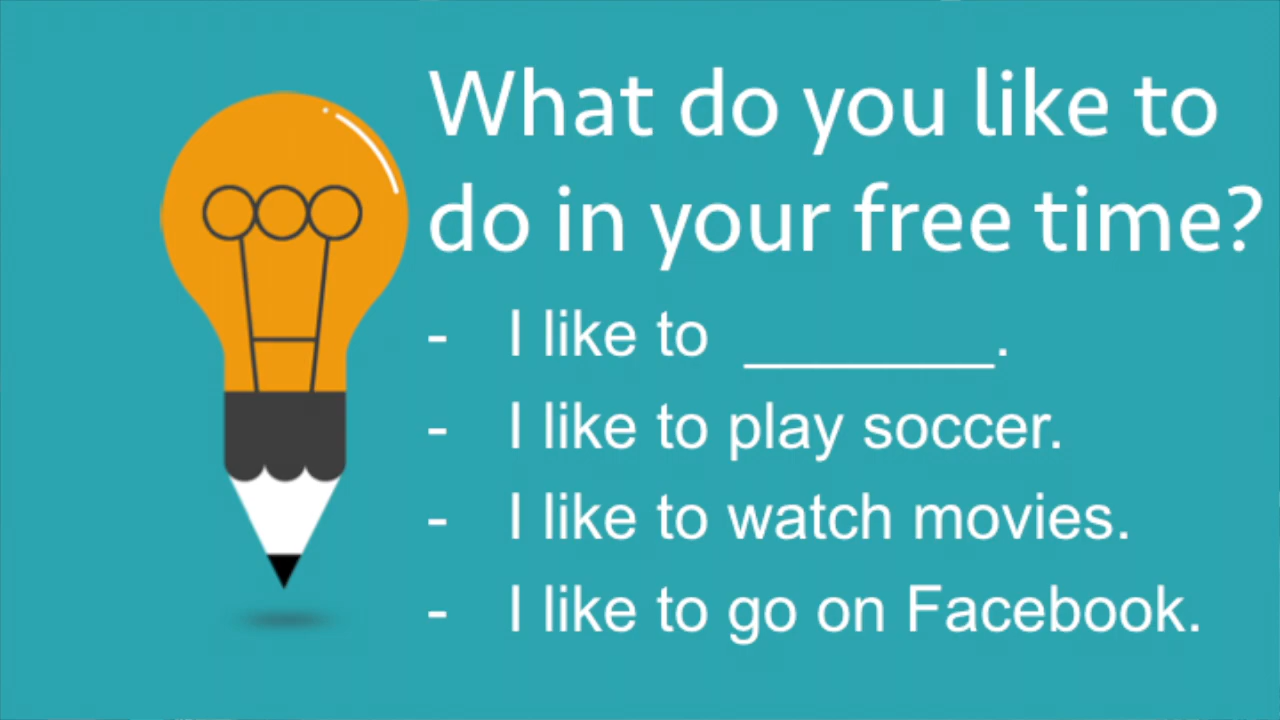 What do you like to
do in your free time?
- I like to ________.
- I like to play soccer.
- I like to watch movies.
- I like to go on Facebook.